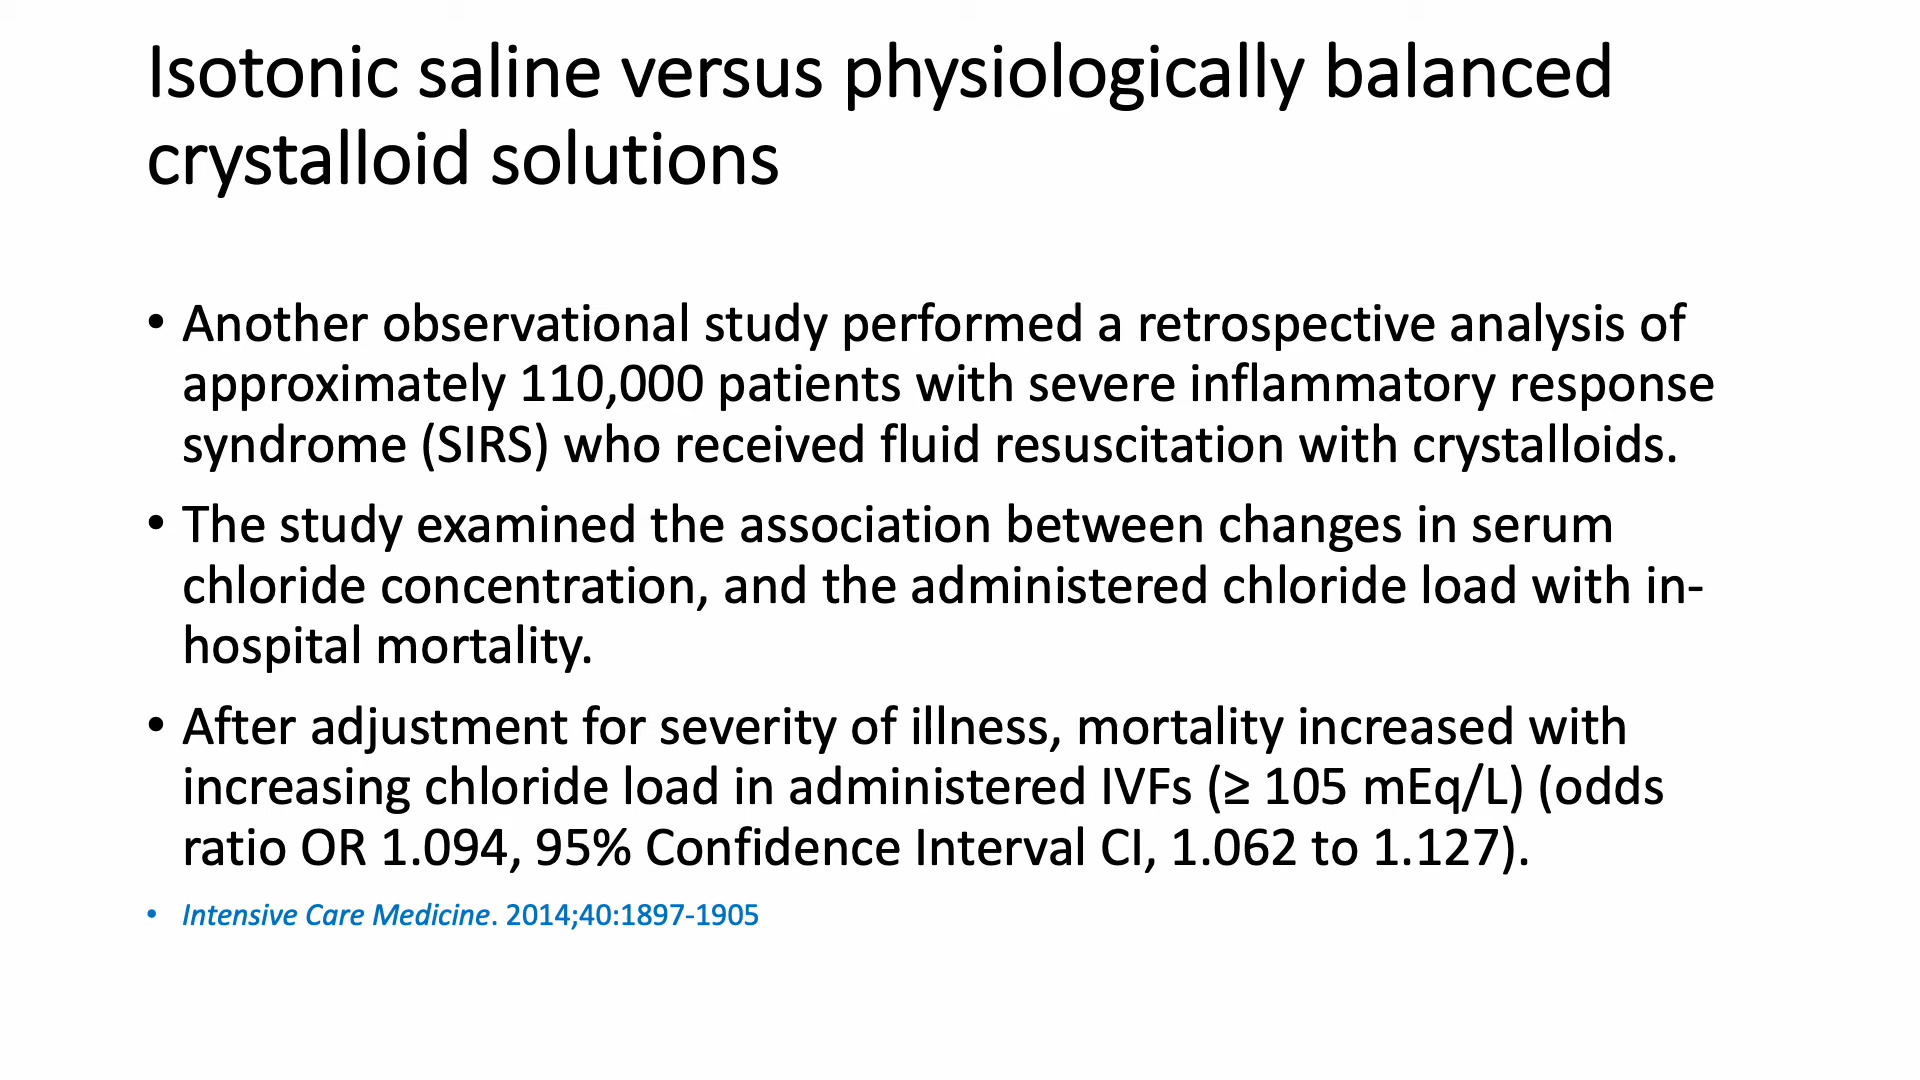 Isotonic saline versus physiologically balanced
crystalloid solutions
• Another observational study performed a retrospective analysis of
approximately 110,000 patients with severe inflammatory response
syndrome (SIRS) who received fluid resuscitation with crystalloids.
• The study examined the association between changes in serum
chloride concentration, and the administered chloride load with in-
hospital mortality.
• After adjustment for severity of illness, mortality increased with
increasing chloride load in administered IVFs (≥ 105 mEq/L) (odds
ratio OR 1.094, 95% Confidence Interval CI, 1.062 to 1.127).
• Intensive Care Medicine. 2014;40:1897-1905